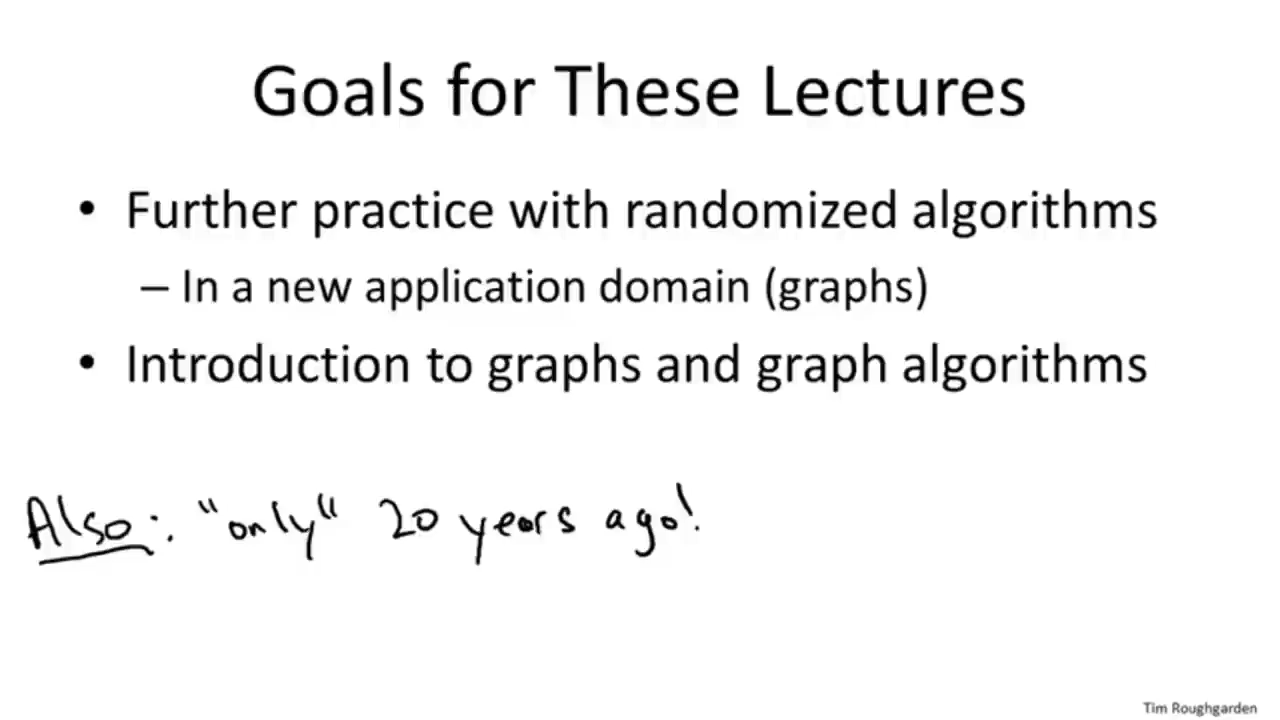 Goals for These Lectures
• Further practice with randomized algorithms
– In a new application domain (graphs)
• Introduction to graphs and graph algorithms
Also: "only" 20 years ago!
Tim Roughgarden